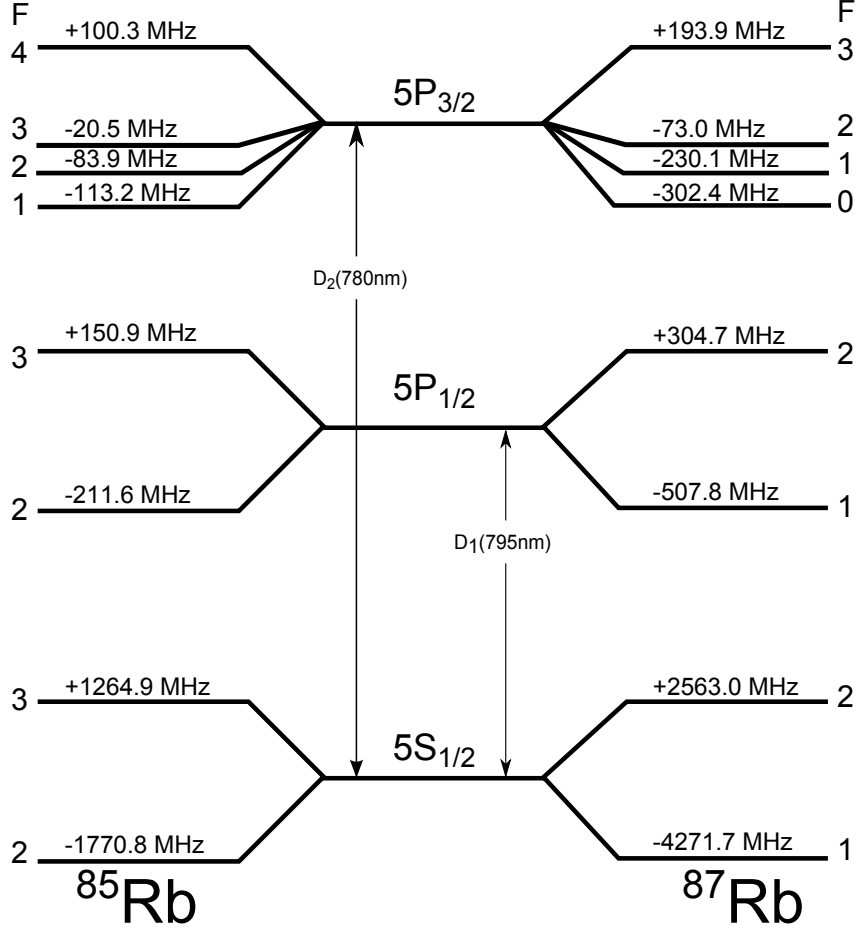 F F
4 +100.3 MHz +193.9 MHz 3
5P3/2
3 -20.5 MHz -73.0 MHz 2
2 -83.9 MHz -230.1 MHz 1
1 -113.2 MHz -302.4 MHz 0
D2(780nm)
3 +150.9 MHz +304.7 MHz 2
5P1/2
2 -211.6 MHz -507.8 MHz 1
D1(795nm)
3 +1264.9 MHz +2563.0 MHz 2
5S1/2
2 -1770.8 MHz -4271.7 MHz 1
85Rb 87Rb